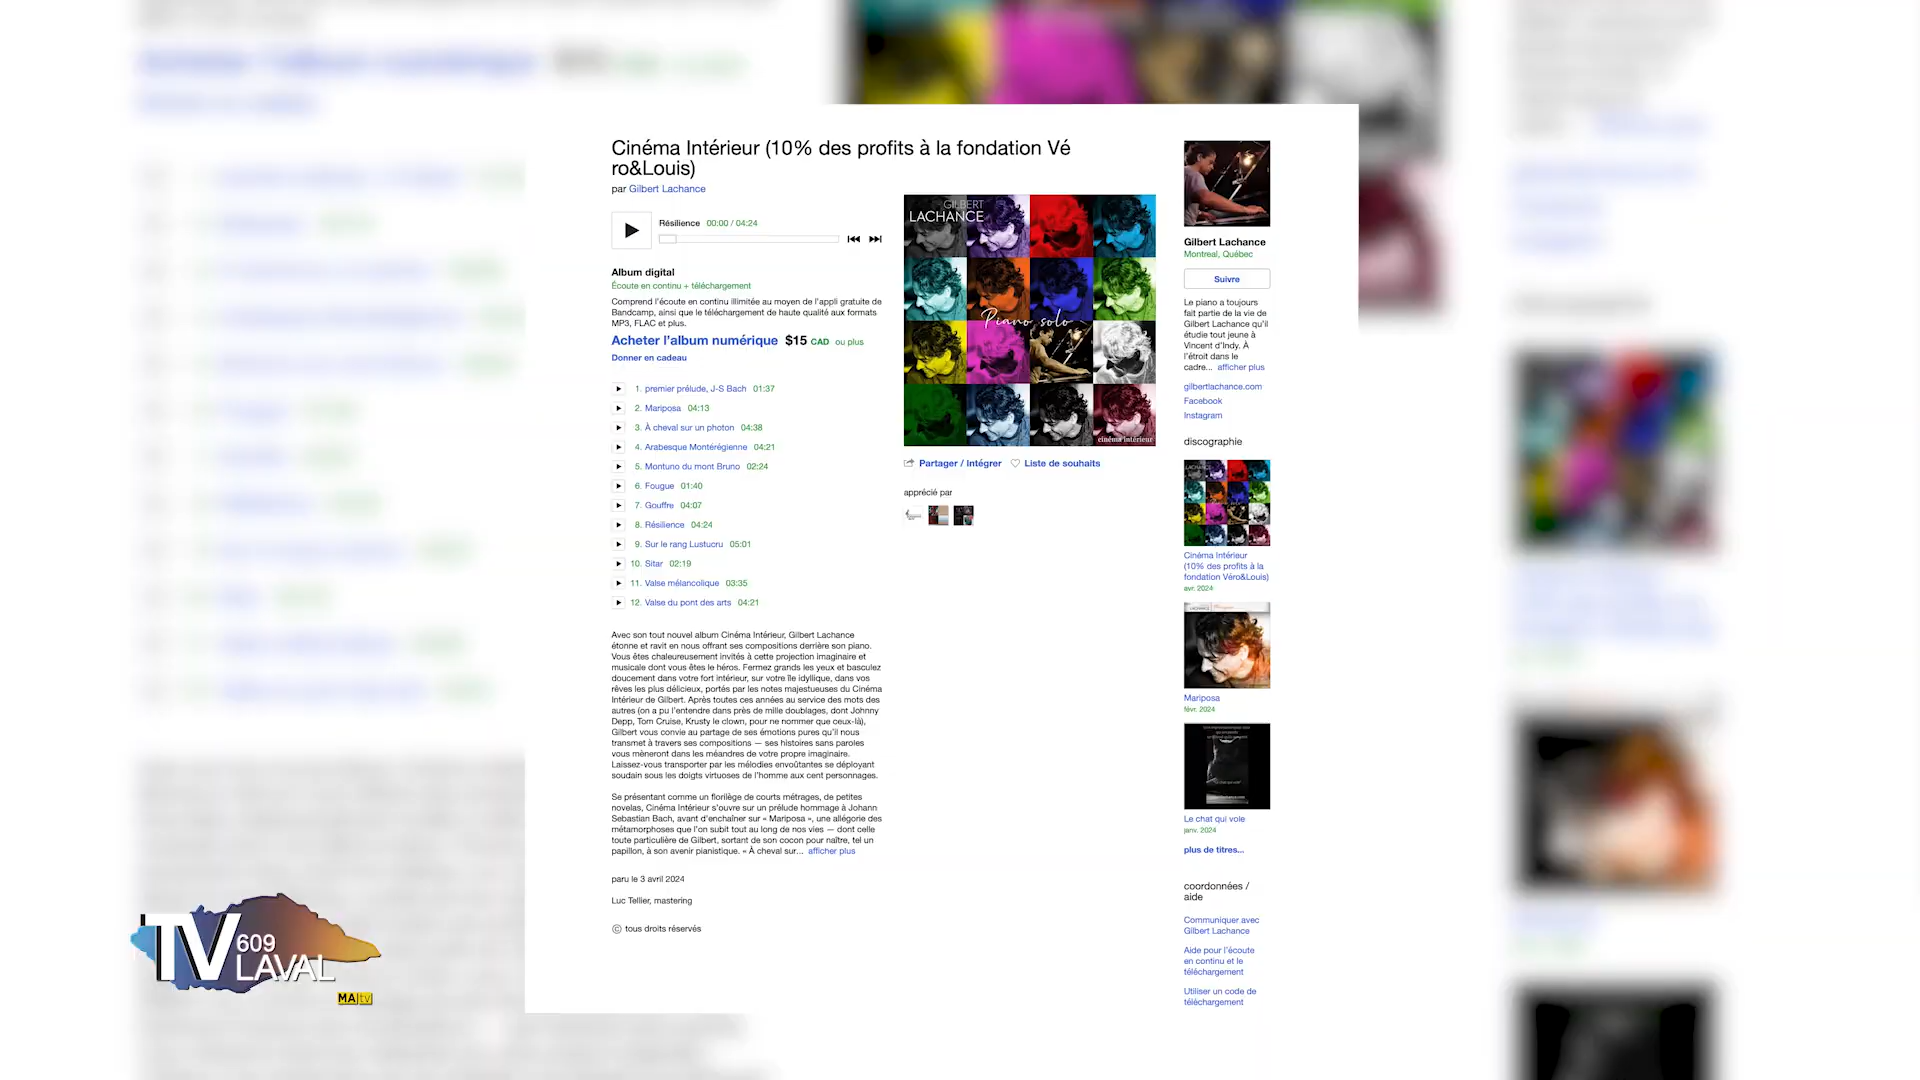 Cinéma Intérieur (10% des profits à la fondation Vé
ro&Louis)
par Gilbert Lachance
Résilience 00:00 / 04:24
Album digital
Écoute en continu + téléchargement
Comprend l'écoute en continu illimitée au moyen de l'appli gratuite de
Bandcamp, ainsi que le téléchargement de haute qualité aux formats
MP3, FLAC et plus.
Acheter l'album numérique $15 CAD ou plus
Donner en cadeau
1. premier prélude, J-S Bach 01:37
2. Mariposa 04:13
3. À cheval sur un photon 04:38
4. Arabesque Montérégienne 04:21
5. Montuno du mont Bruno 02:24
6. Fougue 01:40
7. Gouffre 04:07
8. Résilience 04:24
9. Sur le rang Lustucru 05:01
10. Sitar 02:19
11. Valse mélancolique 03:35
12. Valse du pont des arts 04:21
Avec son tout nouvel album Cinéma Intérieur, Gilbert Lachance
étonne et ravit en nous offrant ses compositions derrière son piano.
Vous êtes chaleureusement invités à cette projection imaginaire et
musicale dont vous êtes le héros. Fermez grands les yeux et basculez
doucement dans votre fort intérieur, sur votre île idyllique, dans vos
rêves les plus délicieux, portés par les notes majestueuses du Cinéma
Intérieur de Gilbert. Après toutes ces années au service des mots des
autres (on a pu l'entendre dans près de mille doublages, dont Johnny
Depp, Tom Cruise, Krusty le clown, pour ne nommer que ceux-là),
Gilbert vous convie au partage de ses émotions pures qu'il nous
transmet à travers ses compositions — ses histoires sans paroles
vous mèneront dans les méandres de votre propre imaginaire.
Laissez-vous transporter par les mélodies envoûtantes se déployant
soudain sous les doigts virtuoses de l'homme aux cent personnages.
Se présentant comme un florilège de courts métrages, de petites
novelas, Cinéma Intérieur s'ouvre sur un prélude hommage à Johann
Sebastian Bach, avant d'enchaîner sur « Mariposa », une allégorie des
métamorphoses que l'on subit tout au long de nos vies — dont celle
toute particulière de Gilbert, sortant de son cocon pour naître, tel un
papillon, à son avenir pianistique. « À cheval sur... afficher plus
paru le 3 avril 2024
Luc Tellier, mastering
© tous droits réservés
GILBERT
LACHANCE
Piano solo
cinéma intérieur
Partager / Intégrer Liste de souhaits
apprécié par
Gilbert Lachance
Montreal, Québec
Suivre
Le piano a toujours
fait partie de la vie de
Gilbert Lachance qu'il
étudie tout jeune à
Vincent d'Indy. À
l'étroit dans le
cadre... afficher plus
gilbertlachance.com
Facebook
Instagram
discographie
Cinéma Intérieur
(10% des profits à la
fondation Véro&Louis)
avr. 2024
Mariposa
févr. 2024
Le chat qui vole
janv. 2024
plus de titres...
coordonnées /
aide
Communiquer avec
Gilbert Lachance
Aide pour l'écoute
en continu et le
téléchargement
Utiliser un code de
téléchargement
TV 609
LAVAL
MAtv